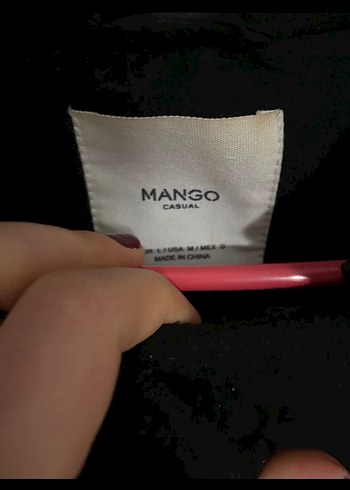 MANGO
CASUAL
L / USA M / MEX G
MADE IN CHINA